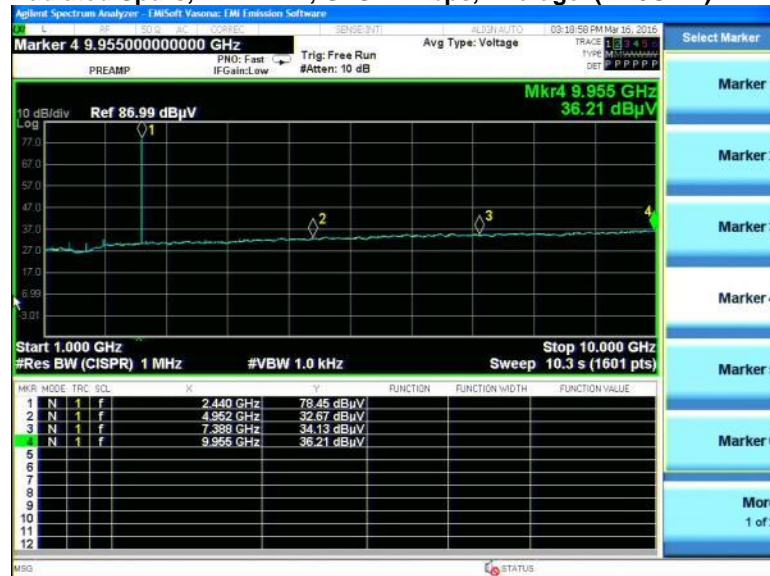 Agilent Spectrum Analyzer - EMISoft Vasona: EMI Emission Software
L RF 50 Ω AC CORREC SENSE:INT ALIGN AUTO 03:18:58 PM Mar 16, 2016
Marker 4 9.955000000000 GHz
PREAMP
PNO: Fast
IFGain:Low
Trig: Free Run
#Atten: 10 dB
Avg Type: Voltage
TRACE 1 2 3 4 5 6
TYPE
DET P P P P P P
Select Marker
Mkr4 9.955 GHz
36.21 dBµV
10 dB/div Ref 86.99 dBµV
Log
77.0
67.0
57.0
47.0
37.0
27.0
17.0
6.99
-3.01
1
2
3
4
Start 1.000 GHz Stop 10.000 GHz
#Res BW (CISPR) 1 MHz #VBW 1.0 kHz Sweep 10.3 s (1601 pts)
MKR MODE TRC SCL X Y FUNCTION FUNCTION WIDTH FUNCTION VALUE
1 N 1 f 2.440 GHz 78.45 dBµV
2 N 1 f 4.952 GHz 32.67 dBµV
3 N 1 f 7.388 GHz 34.13 dBµV
4 N 1 f 9.955 GHz 36.21 dBµV
5
6
7
8
9
10
11
12
MSG STATUS
Marker
Marker
Marker
Marker
Marker
Marker
1 of